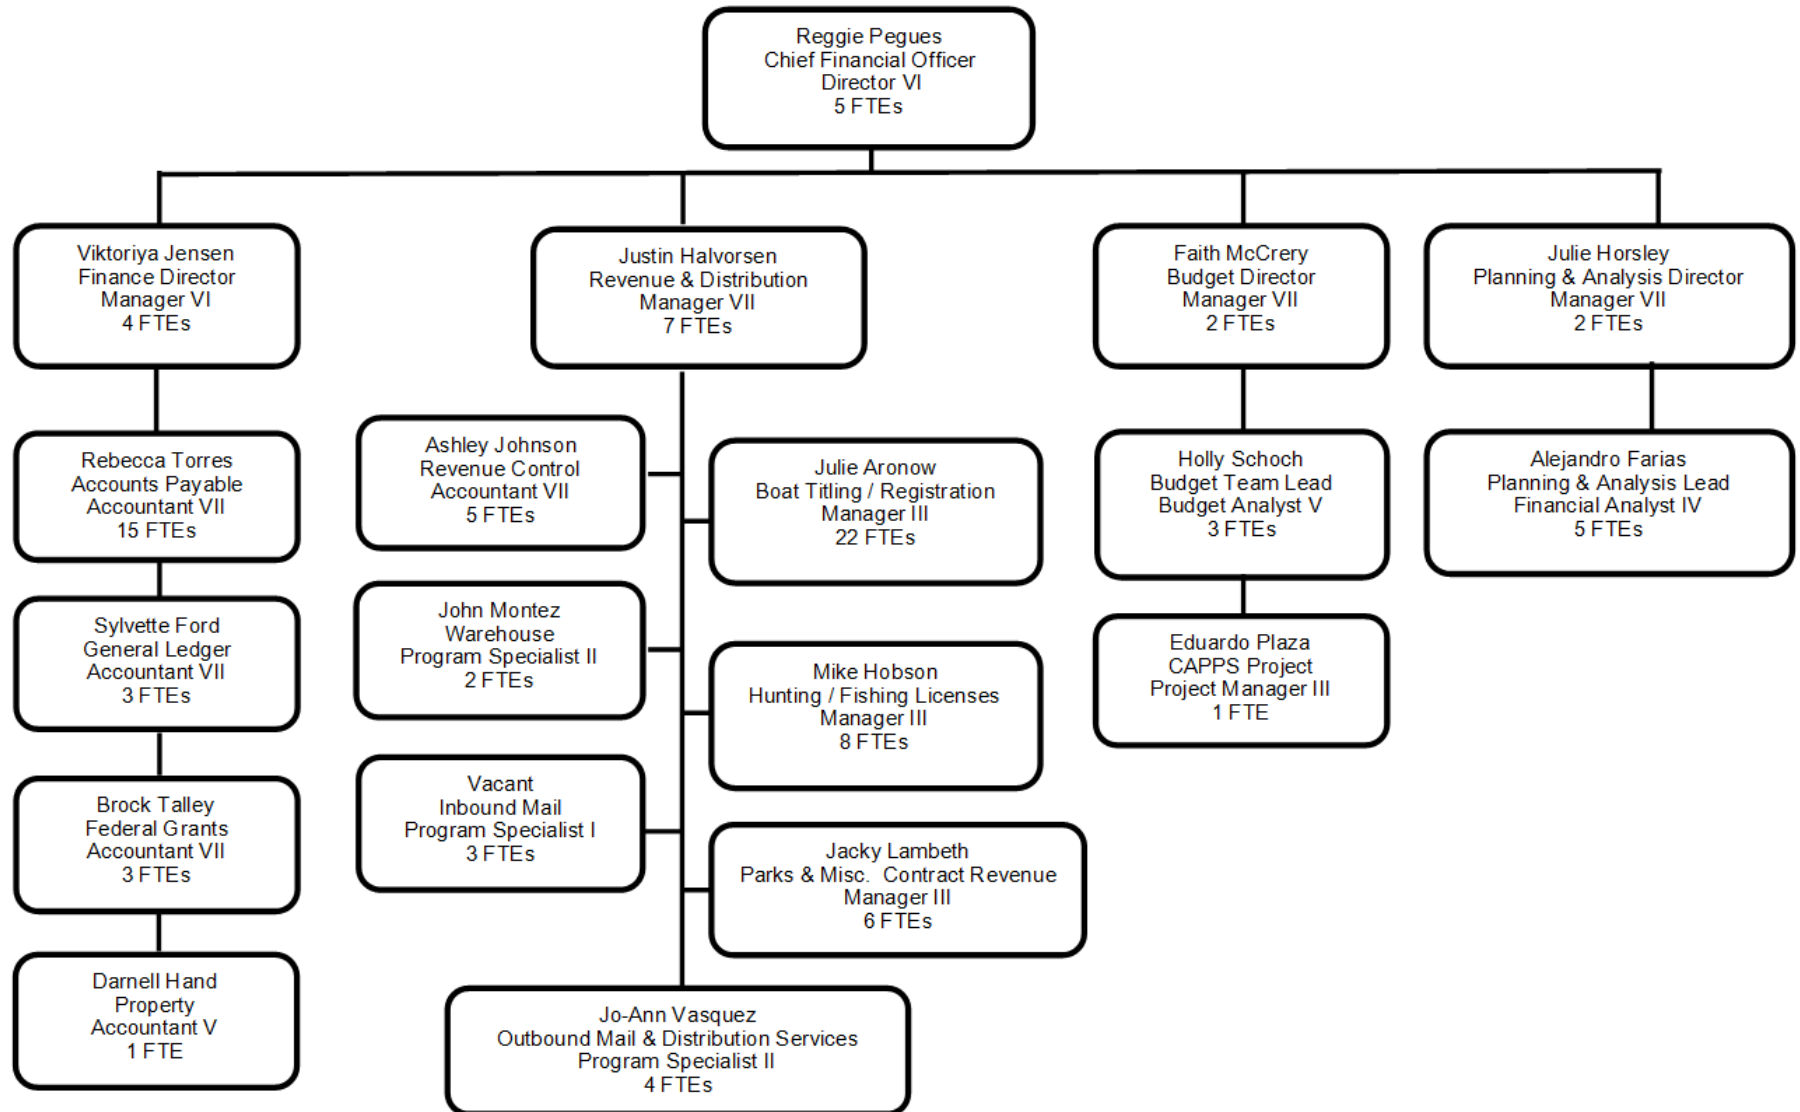 Reggie Pegues
Chief Financial Officer
Director VI
5 FTEs
Viktoriya Jensen
Finance Director
Manager VI
4 FTEs
Justin Halvorsen
Revenue & Distribution
Manager VII
7 FTEs
Faith McCrery
Budget Director
Manager VII
2 FTEs
Julie Horsley
Planning & Analysis Director
Manager VII
2 FTEs
Rebecca Torres
Accounts Payable
Accountant VII
15 FTEs
Sylvette Ford
General Ledger
Accountant VII
3 FTEs
Brock Talley
Federal Grants
Accountant VII
3 FTEs
Darnell Hand
Property
Accountant V
1 FTE
Ashley Johnson
Revenue Control
Accountant VII
5 FTEs
Julie Aronow
Boat Titling / Registration
Manager III
22 FTEs
John Montez
Warehouse
Program Specialist II
2 FTEs
Mike Hobson
Hunting / Fishing Licenses
Manager III
8 FTEs
Vacant
Inbound Mail
Program Specialist I
3 FTEs
Jacky Lambeth
Parks & Misc.  Contract Revenue
Manager III
6 FTEs
Jo-Ann Vasquez
Outbound Mail & Distribution Services
Program Specialist II
4 FTEs
Holly Schoch
Budget Team Lead
Budget Analyst V
3 FTEs
Eduardo Plaza
CAPPS Project
Project Manager III
1 FTE
Alejandro Farias
Planning & Analysis Lead
Financial Analyst IV
5 FTEs